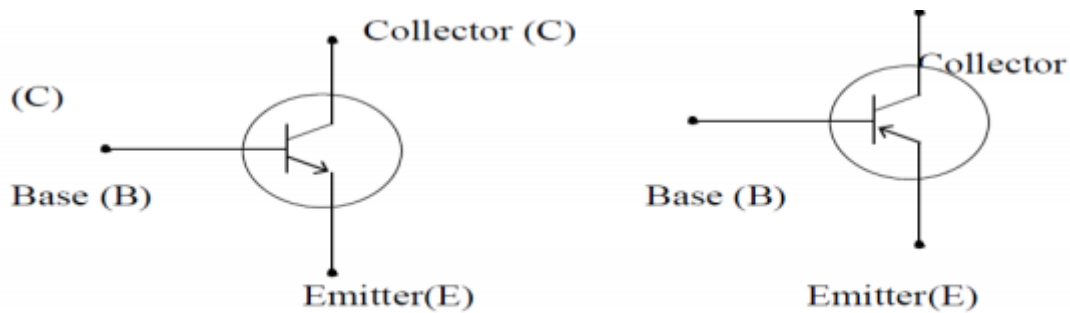 Collector (C)
Collector
(C)
Base (B)
Base (B)
Emitter(E)
Emitter(E)